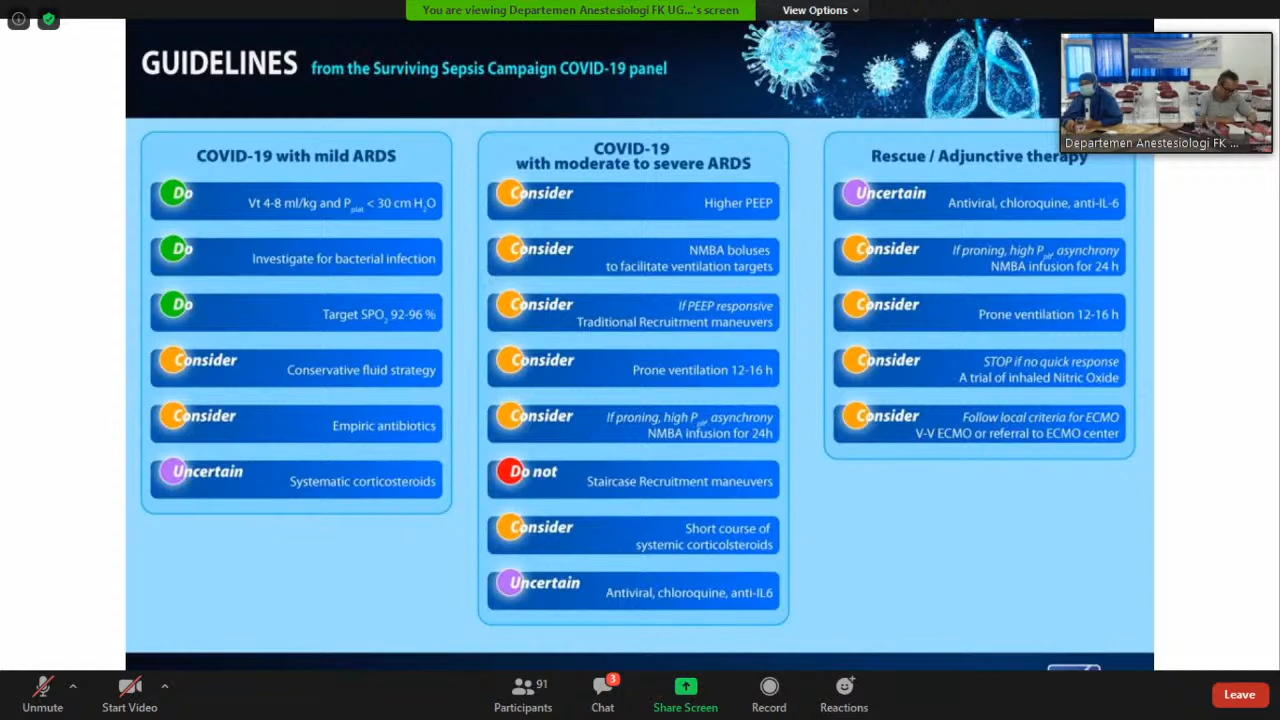 You are viewing Departemen Anestesiologi FK UG...'s screen
View Options
GUIDELINES from the Surviving Sepsis Campaign COVID-19 panel
Departemen Anestesiologi FK ...
COVID-19 with mild ARDS
Do
Vt 4-8 ml/kg and Pplat < 30 cm H2O
Do
Investigate for bacterial infection
Do
Target SPO2 92-96 %
Consider
Conservative fluid strategy
Consider
Empiric antibiotics
Uncertain
Systematic corticosteroids
COVID-19
with moderate to severe ARDS
Consider
Higher PEEP
Consider
NMBA boluses
to facilitate ventilation targets
Consider
If PEEP responsive
Traditional Recruitment maneuvers
Consider
Prone ventilation 12-16 h
Consider
If proning, high Pplt, asynchrony
NMBA infusion for 24h
Do not
Staircase Recruitment maneuvers
Consider
Short course of
systemic corticolsteroids
Uncertain
Antiviral, chloroquine, anti-IL6
Rescue / Adjunctive therapy
Uncertain
Antiviral, chloroquine, anti-IL-6
Consider
If proning, high Pplt, asynchrony
NMBA infusion for 24 h
Consider
Prone ventilation 12-16 h
Consider
STOP if no quick response
A trial of inhaled Nitric Oxide
Consider
Follow local criteria for ECMO
V-V ECMO or referral to ECMO center
Unmute
Start Video
91
Participants
3
Chat
Share Screen
Record
Reactions
Leave